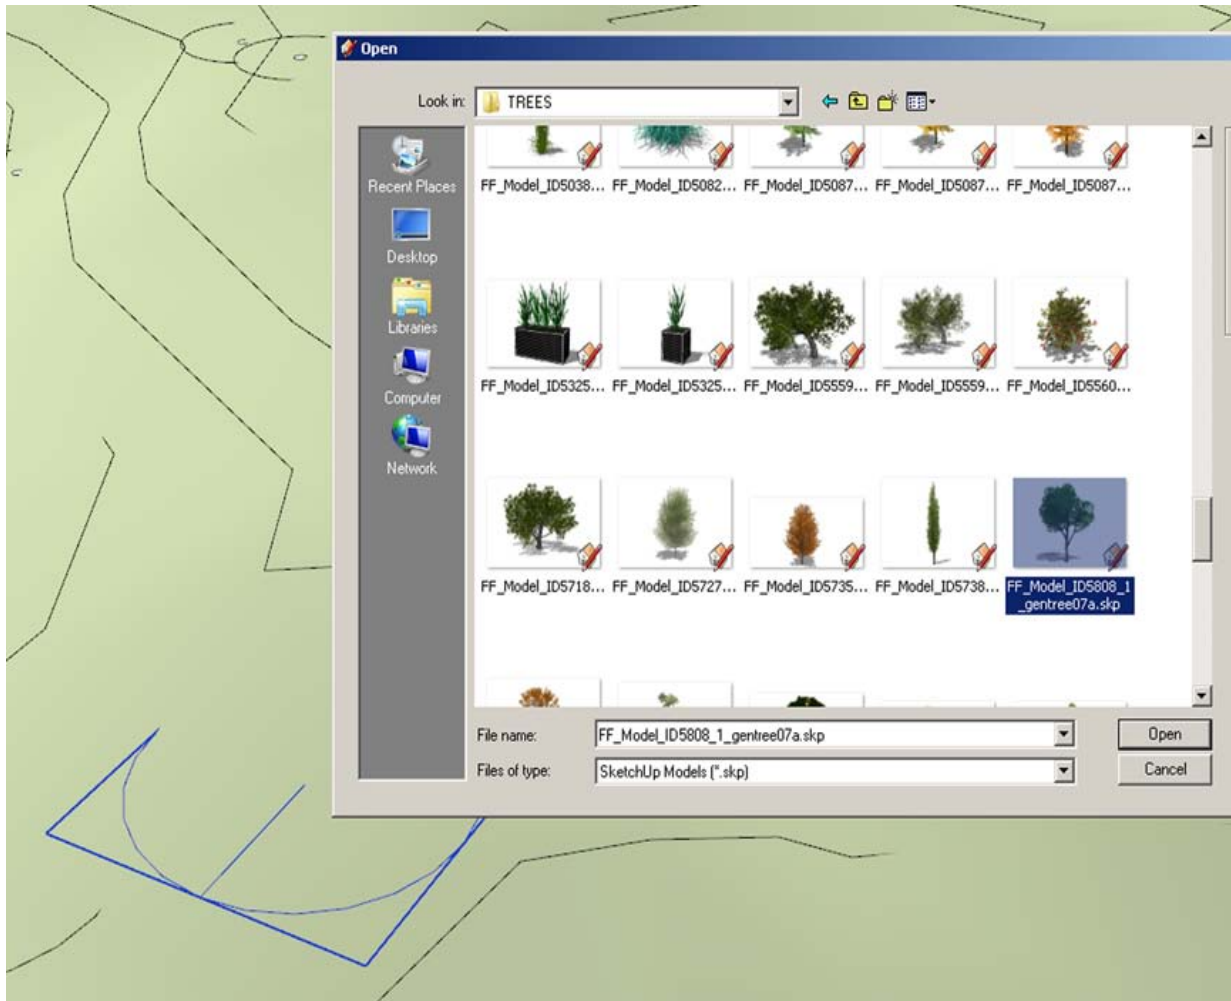 Open
Look in: TREES
Recent Places
Desktop
Libraries
Computer
Network
FF_Model_ID5038... FF_Model_ID5082... FF_Model_ID5087... FF_Model_ID5087... FF_Model_ID5087...
FF_Model_ID5325... FF_Model_ID5325... FF_Model_ID5559... FF_Model_ID5559... FF_Model_ID5560...
FF_Model_ID5718... FF_Model_ID5727... FF_Model_ID5735... FF_Model_ID5738... FF_Model_ID5808_1
_gentree07a.skp
File name: FF_Model_ID5808_1_gentree07a.skp Open
Files of type: SketchUp Models (*.skp) Cancel